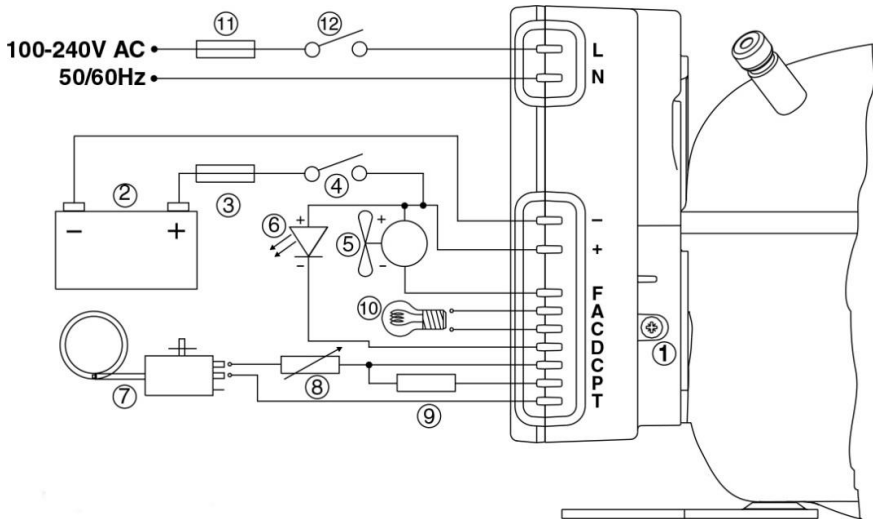 ⑪ ⑫
100-240V AC L
50/60Hz N
② ④
③
⑥ + ⑤ + −
− + − − +
F
⑩ A
C ①
D
C
⑦ ⑧ P
⑨ T